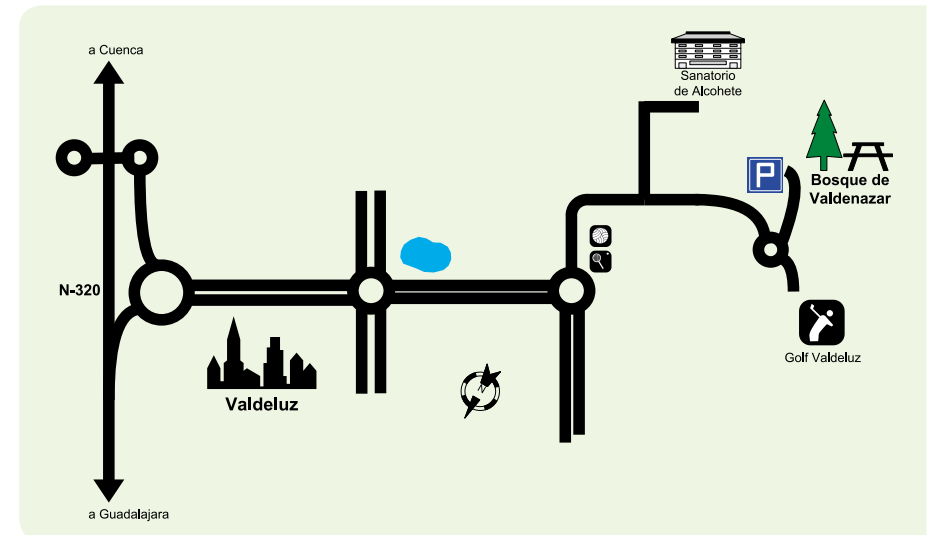 a Cuenca
Sanatorio
de Alcohete
P
Bosque de
Valdenazar
N-320
N
Golf Valdeluz
Valdeluz
a Guadalajara